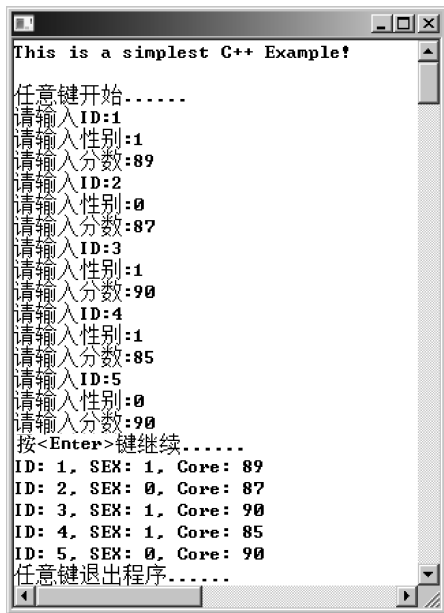 This is a simplest C++ Example!
任意键开始......
请输入ID:1
请输入性别:1
请输入分数:89
请输入ID:2
请输入性别:0
请输入分数:87
请输入ID:3
请输入性别:1
请输入分数:90
请输入ID:4
请输入性别:1
请输入分数:85
请输入ID:5
请输入性别:0
请输入分数:90
按<Enter>键继续......
ID: 1, SEX: 1, Core: 89
ID: 2, SEX: 0, Core: 87
ID: 3, SEX: 1, Core: 90
ID: 4, SEX: 1, Core: 85
ID: 5, SEX: 0, Core: 90
任意键退出程序......